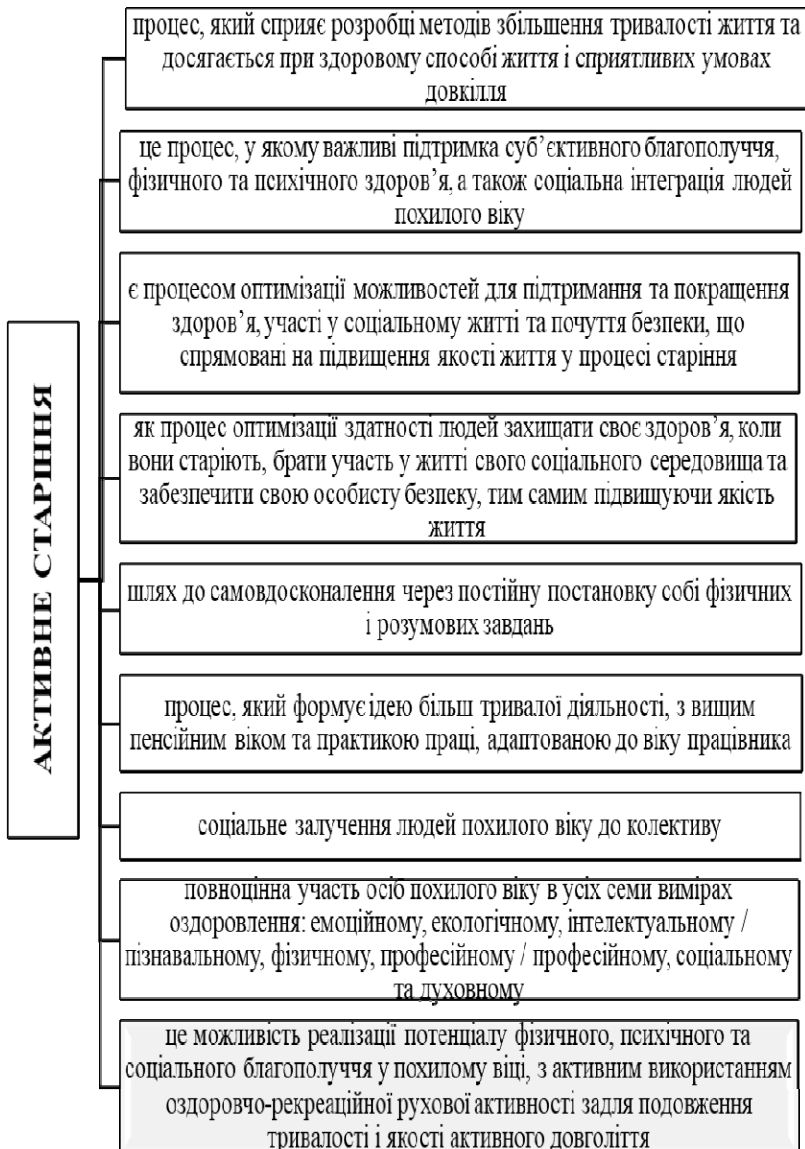 процес, який сприяє розробці методів збільшення тривалості життя та
досягається при здоровому способі життя і сприятливих умовах
довкілля
це процес, у якому важливі підтримка суб’єктивного благополуччя,
фізичного та психічного здоров’я, а також соціальна інтеграція людей
похилого віку
є процесом оптимізації можливостей для підтримання та покращення
здоров’я, участі у соціальному житті та почуття безпеки, що
спрямовані на підвищення якості життя у процесі старіння
АКТИВНЕ СТАРІННЯ
як процес оптимізації здатності людей захищати своє здоров’я, коли
вони старіють, брати участь у житті свого соціального середовища та
забезпечити свою особисту безпеку, тим самим підвищуючи якість
життя
шлях до самовдосконалення через постійну постановку собі фізичних
і розумових завдань
процес, який формує ідею більш тривалої діяльності, з вищим
пенсійним віком та практикою праці, адаптованою до віку працівника
соціальне залучення людей похилого віку до колективу
повноцінна участь осіб похилого віку в усіх семи вимірах
оздоровлення: емоційному, екологічному, інтелектуальному /
пізнавальному, фізичному, професійному / професійному, соціальному
та духовному
це можливість реалізації потенціалу фізичного, психічного та
соціального благополуччя у похилому віці, з активним використанням
оздоровчо-рекреаційної рухової активності задля подовження
тривалості і якості активного довголіття